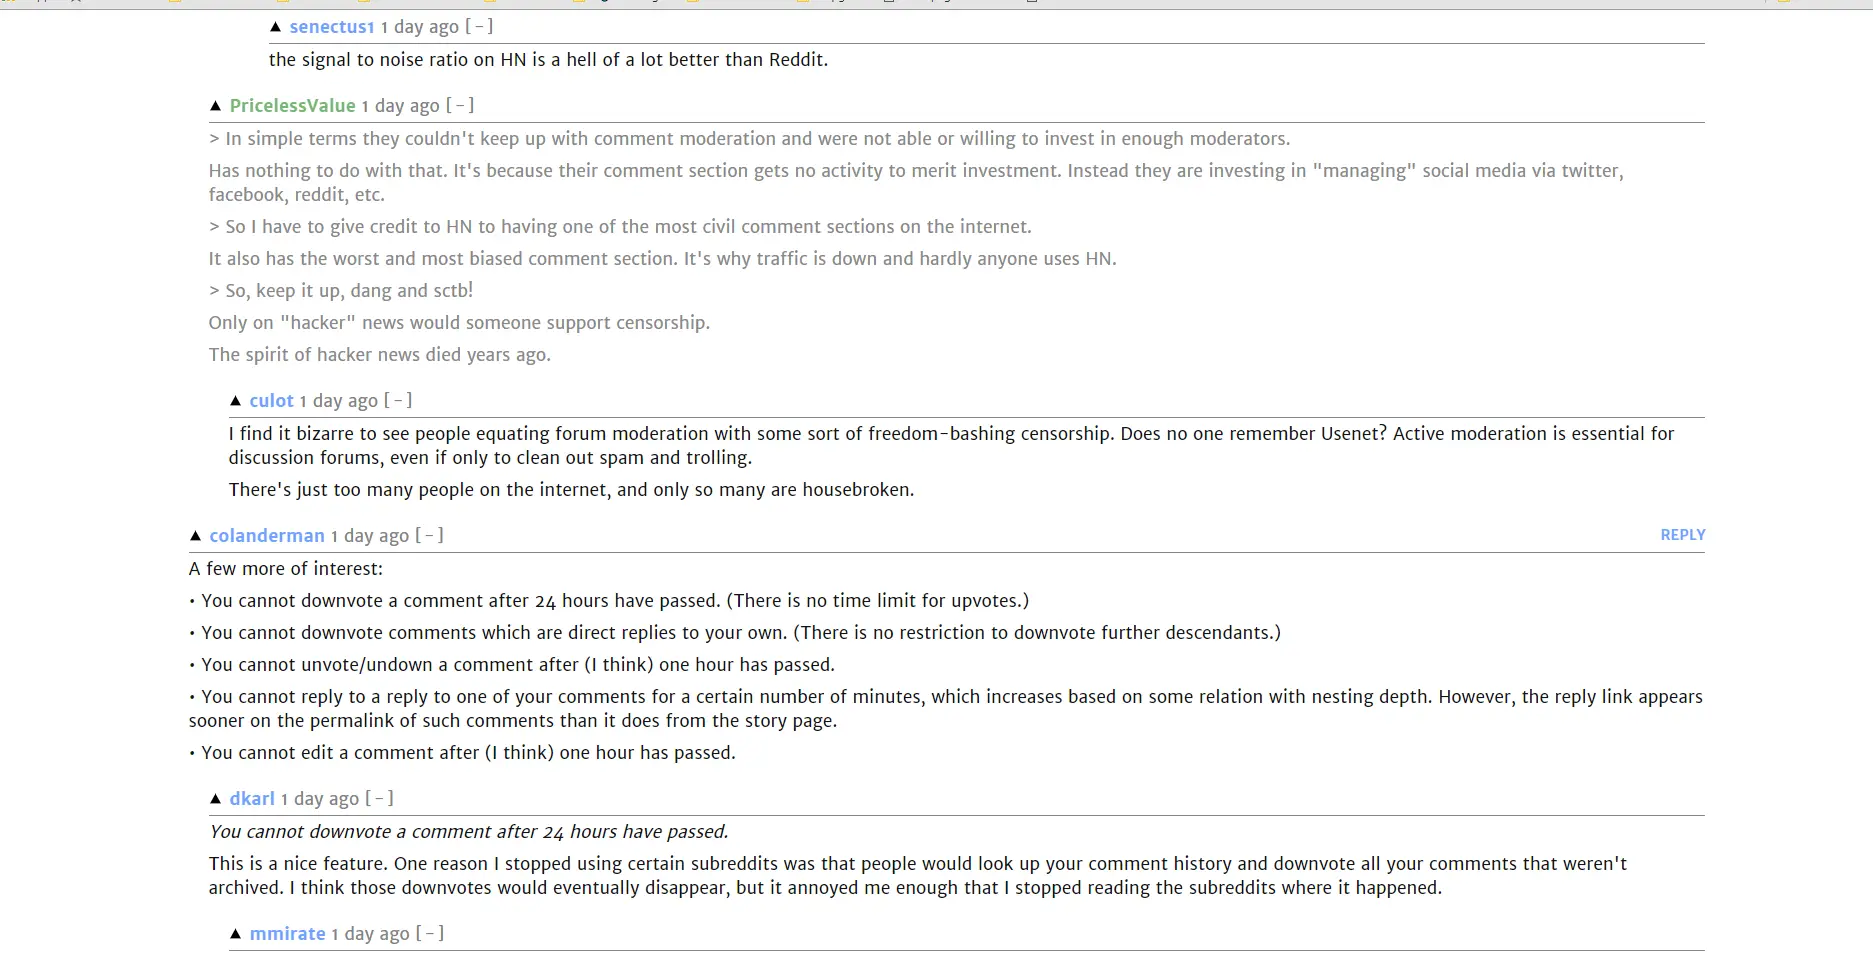 ▲ senectus1 1 day ago [-]
the signal to noise ratio on HN is a hell of a lot better than Reddit.
▲ PricelessValue 1 day ago [-]
> In simple terms they couldn't keep up with comment moderation and were not able or willing to invest in enough moderators.
Has nothing to do with that. It's because their comment section gets no activity to merit investment. Instead they are investing in "managing" social media via twitter,
facebook, reddit, etc.
> So I have to give credit to HN to having one of the most civil comment sections on the internet.
It also has the worst and most biased comment section. It's why traffic is down and hardly anyone uses HN.
> So, keep it up, dang and sctb!
Only on "hacker" news would someone support censorship.
The spirit of hacker news died years ago.
▲ culot 1 day ago [-]
I find it bizarre to see people equating forum moderation with some sort of freedom-bashing censorship. Does no one remember Usenet? Active moderation is essential for
discussion forums, even if only to clean out spam and trolling.
There's just too many people on the internet, and only so many are housebroken.
▲ colanderman 1 day ago [-] REPLY
A few more of interest:
• You cannot downvote a comment after 24 hours have passed. (There is no time limit for upvotes.)
• You cannot downvote comments which are direct replies to your own. (There is no restriction to downvote further descendants.)
• You cannot unvote/undown a comment after (I think) one hour has passed.
• You cannot reply to a reply to one of your comments for a certain number of minutes, which increases based on some relation with nesting depth. However, the reply link appears
sooner on the permalink of such comments than it does from the story page.
• You cannot edit a comment after (I think) one hour has passed.
▲ dkarl 1 day ago [-]
You cannot downvote a comment after 24 hours have passed.
This is a nice feature. One reason I stopped using certain subreddits was that people would look up your comment history and downvote all your comments that weren't
archived. I think those downvotes would eventually disappear, but it annoyed me enough that I stopped reading the subreddits where it happened.
▲ mmirate 1 day ago [-]